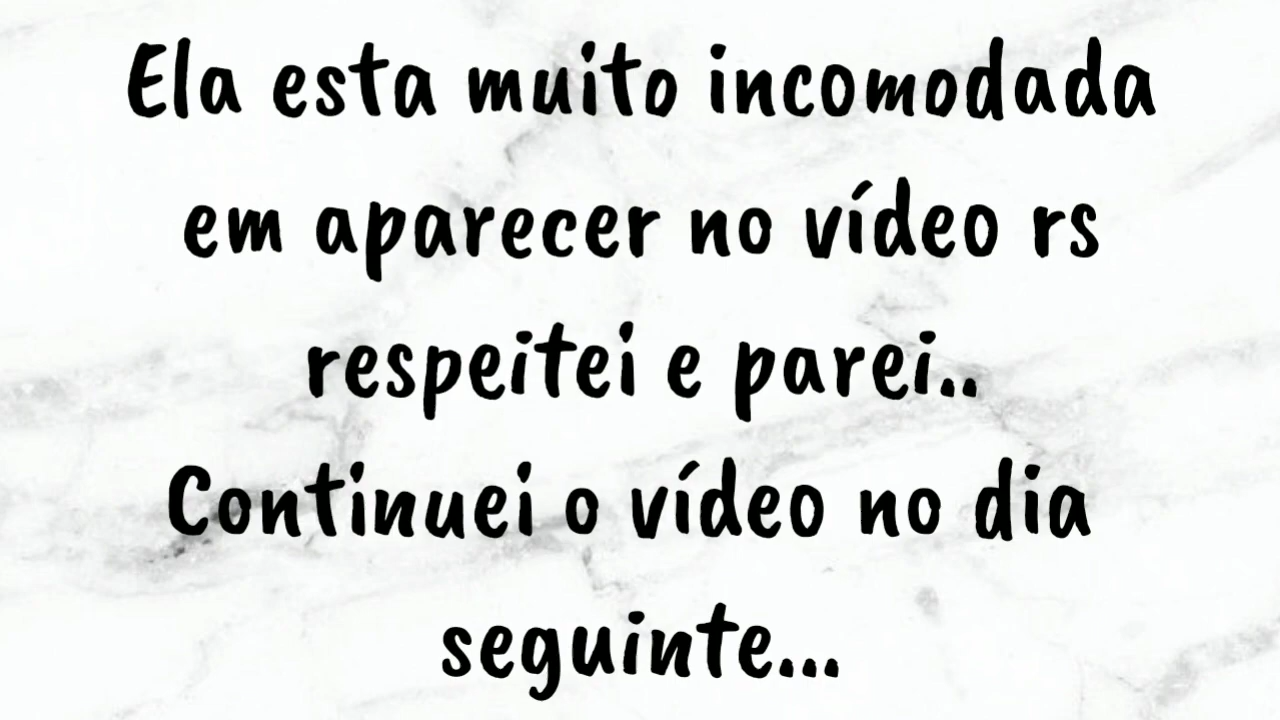 Ela esta muito incomodada
em aparecer no vídeo rs
respeitei e parei..
Continuei o vídeo no dia
seguinte...